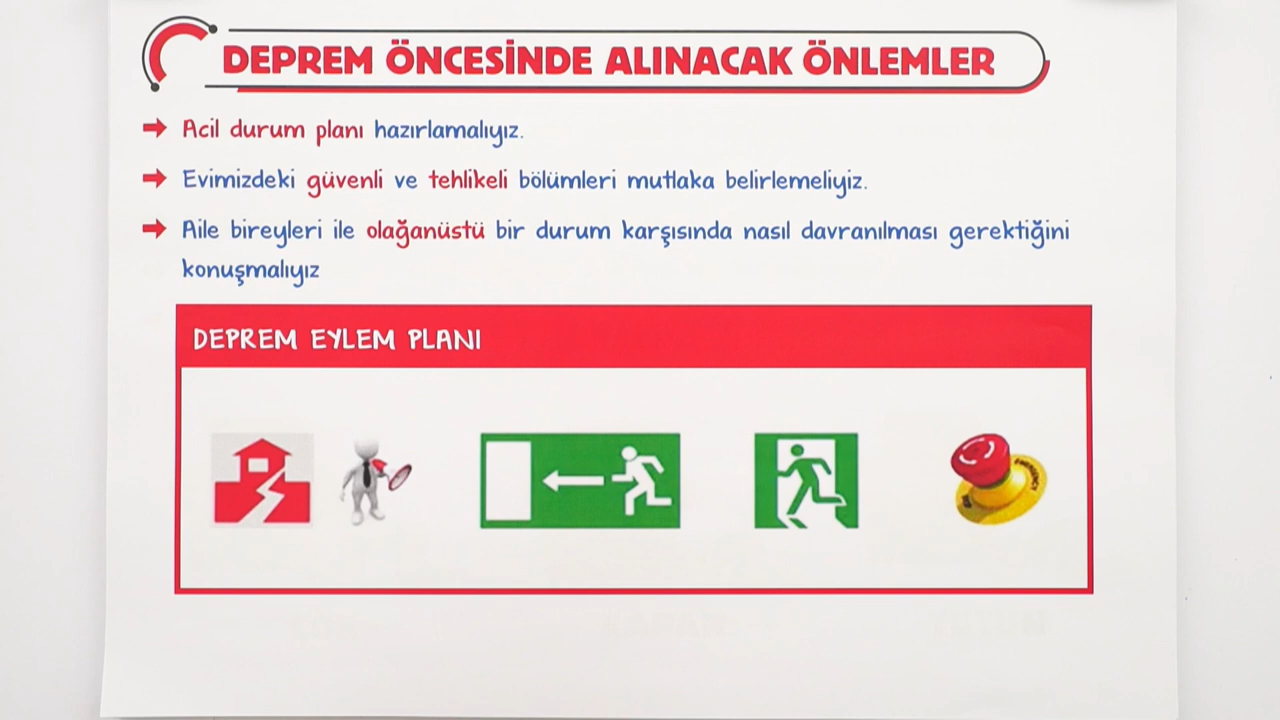 DEPREM ÖNCESİNDE ALINACAK ÖNLEMLER
Acil durum planı hazırlamalıyız.
Evimizdeki güvenli ve tehlikeli bölümleri mutlaka belirlemeliyiz.
Aile bireyleri ile olağanüstü bir durum karşısında nasıl davranılması gerektiğini
konuşmalıyız
DEPREM EYLEM PLANI
EMERGENCY